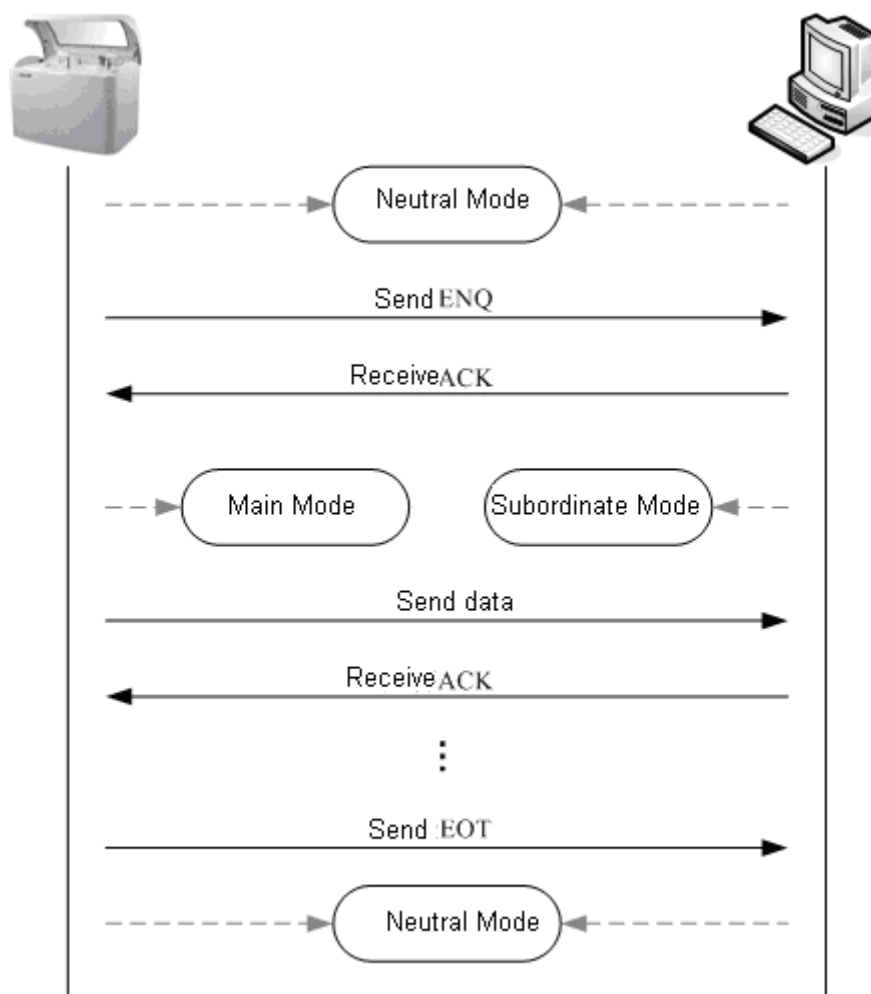 Neutral Mode
Send ENQ
Receive ACK
Main Mode
Subordinate Mode
Send data
Receive ACK
Send EOT
Neutral Mode